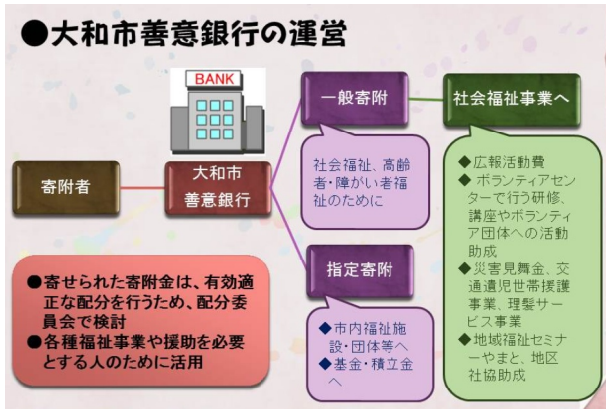 ●大和市善意銀行の運営
BANK
寄附者
大和市
善意銀行
一般寄附
社会福祉事業へ
社会福祉、高齢
者・障がい者福
祉のために
指定寄附
◆市内福祉施
設・団体等へ
◆基金・積立金
へ
◆広報活動費
◆ ボランティアセン
ターで行う研修、
講座やボランティ
ア団体への活動
助成
◆災害見舞金、交
通遺児世帯援護
事業、理髪サー
ビス事業
◆地域福祉セミナ
ーやまと、地区
社協助成
●寄せられた寄附金は、有効適
正な配分を行うため、配分委
員会で検討
●各種福祉事業や援助を必要
とする人のために活用